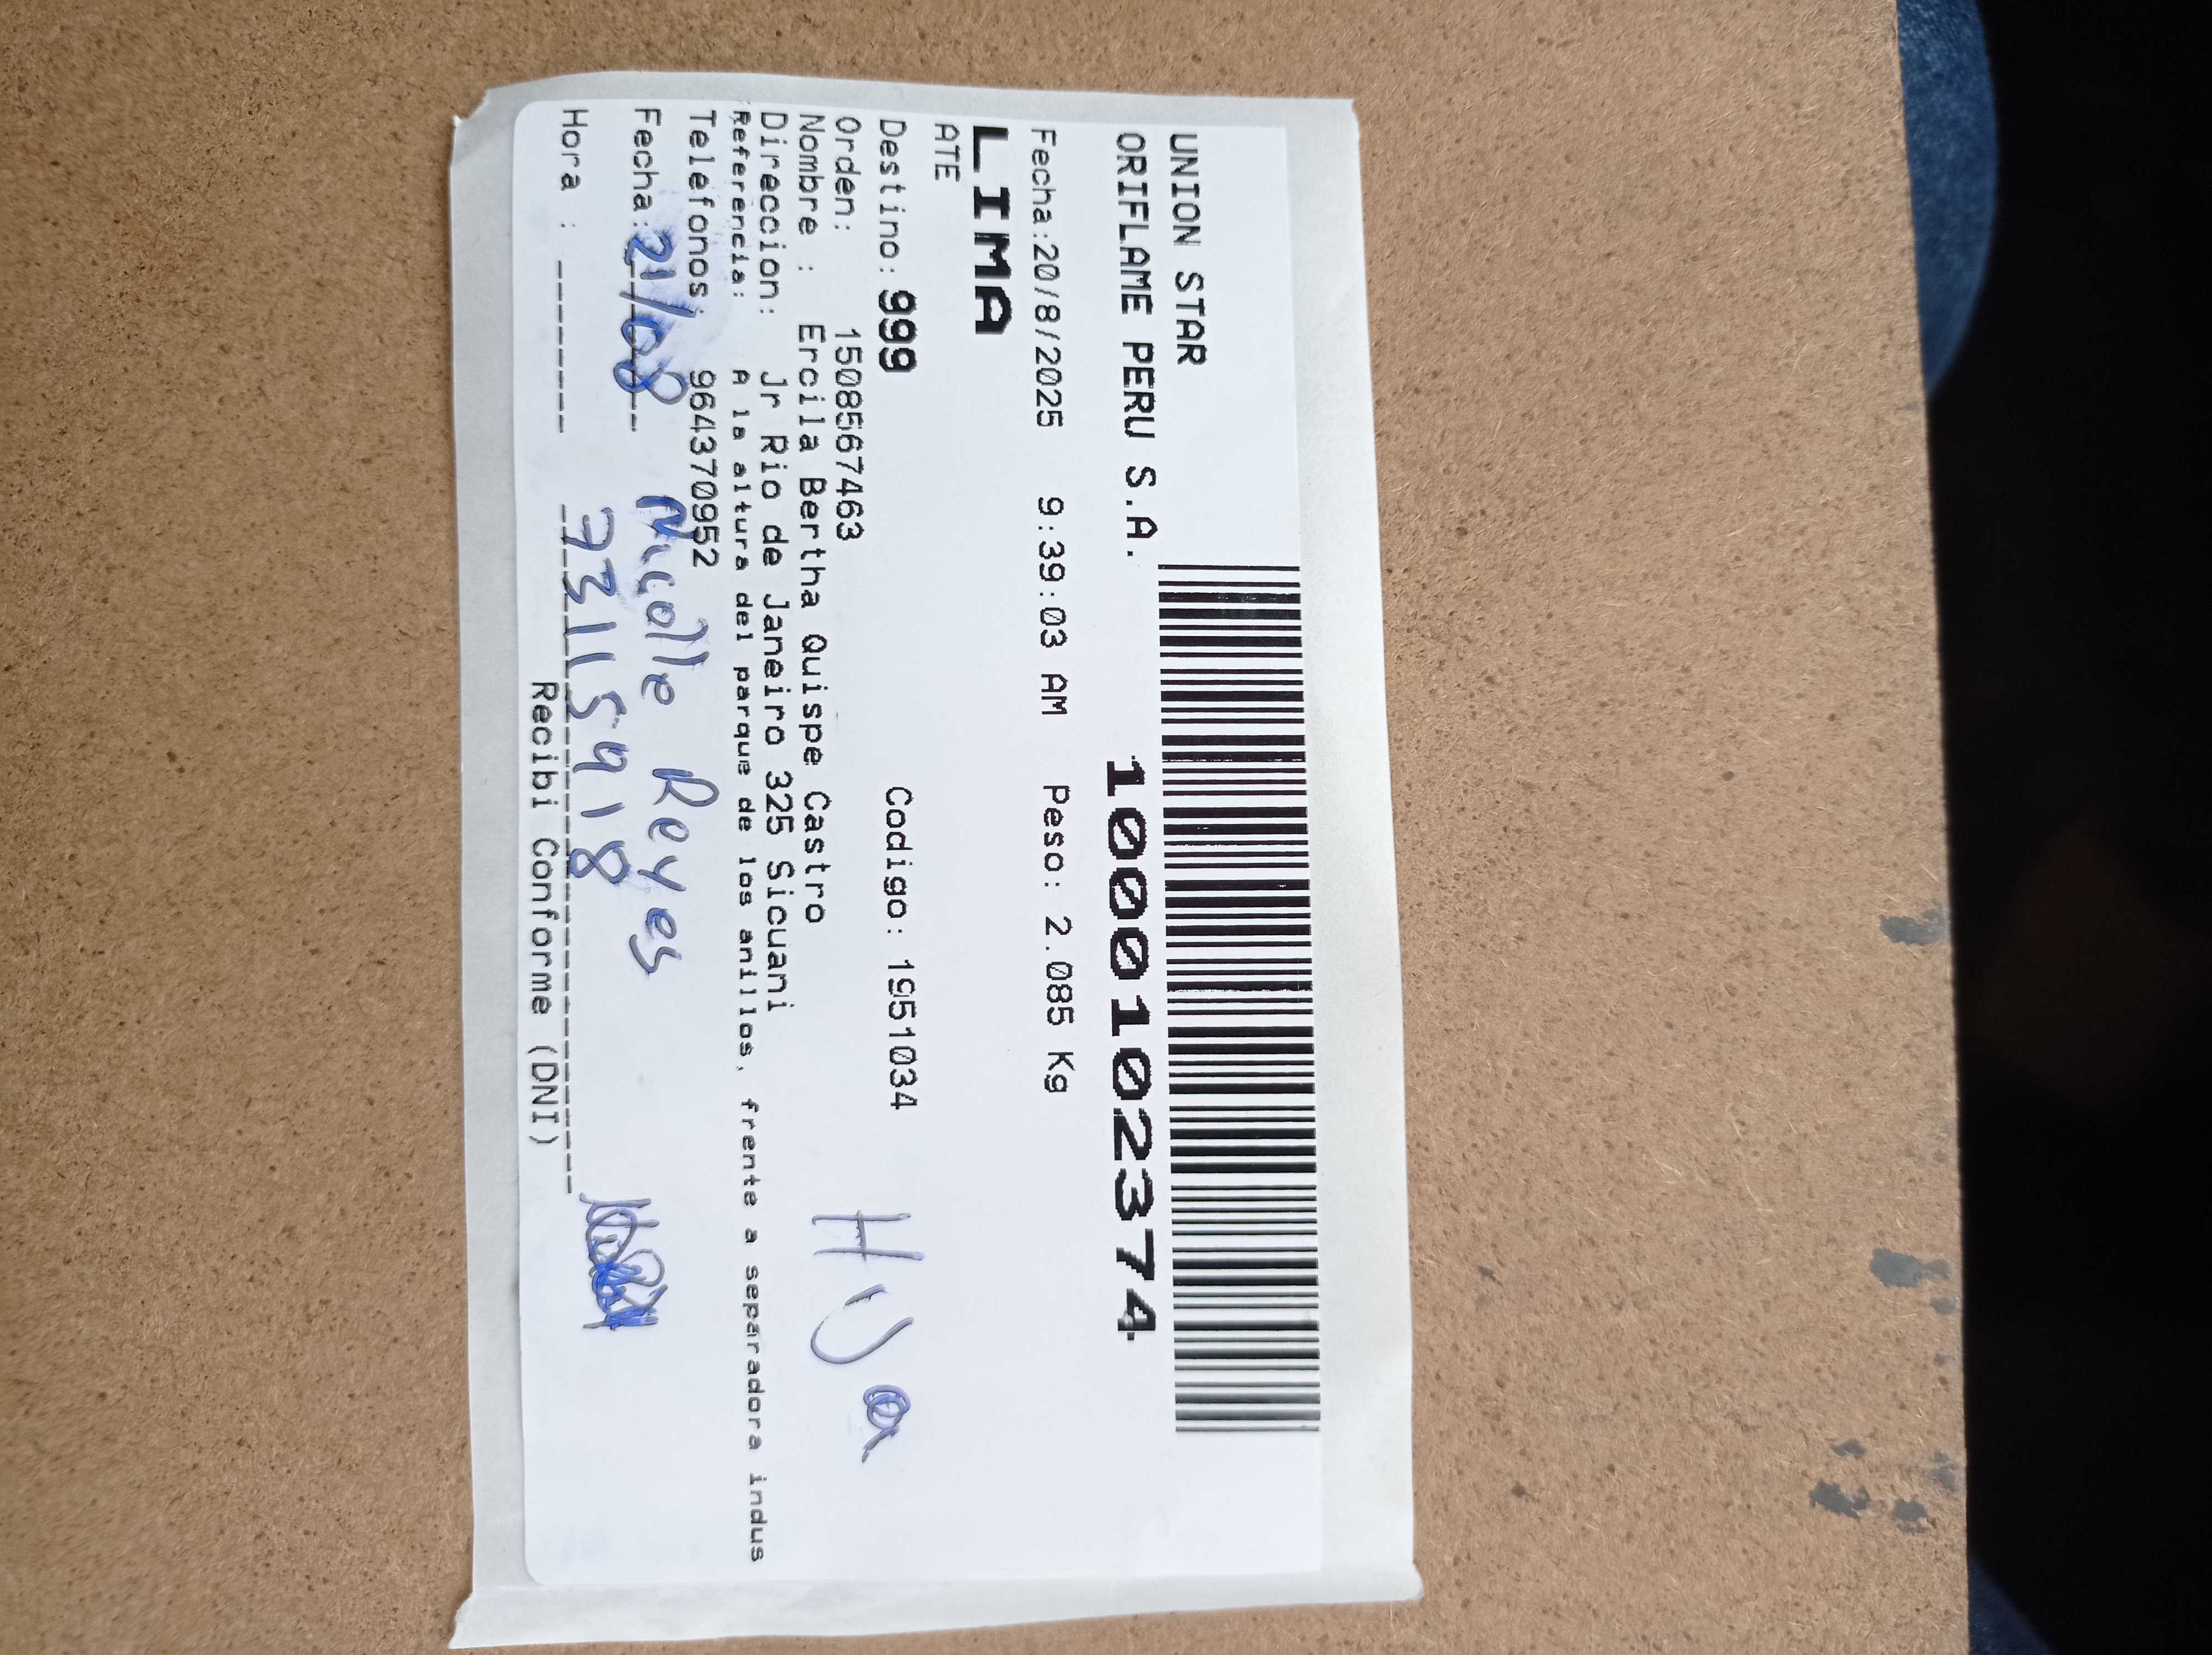 UNION STAR
ORIFLAME PERU S.A. 1000102374
Fecha:20/8/2025 9:39:03 AM Peso: 2.085 Kg
LIMA
ATE
Destino: 999 Codigo: 1951034
Orden: 1508567463
Nombre : Ercila Bertha Quispe Castro
Hija
Direccion: Jr Rio de Janeiro 325 Sicuani
Referencia: A la altura del parque de los anillos, frente a separadora indus
Telefonos: 964370952
Fecha: 21/08 Nicolle Reyes
Hora : 73115918
Recibi Conforme (DNI)